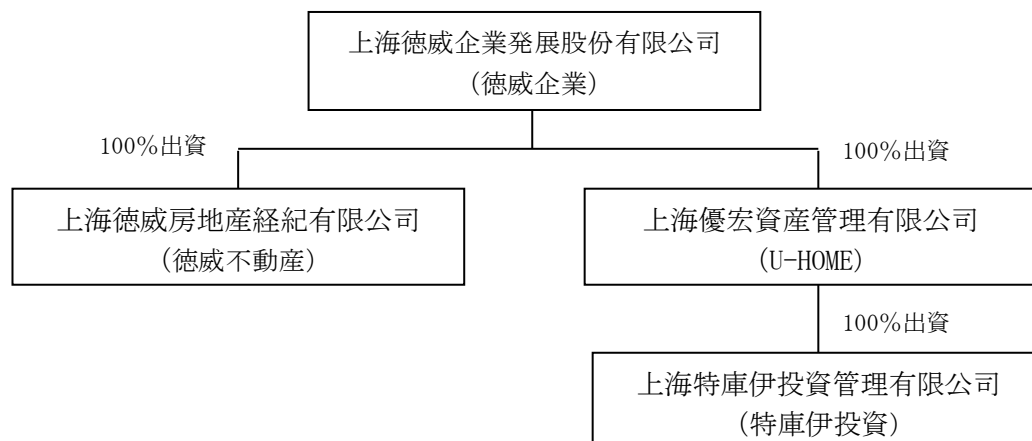 上海徳威企業発展股份有限公司
(徳威企業)
100%出資
100%出資
上海徳威房地産経紀有限公司
(徳威不動産)
上海優宏資産管理有限公司
(U-HOME)
100%出資
上海特庫伊投資管理有限公司
(特庫伊投資)